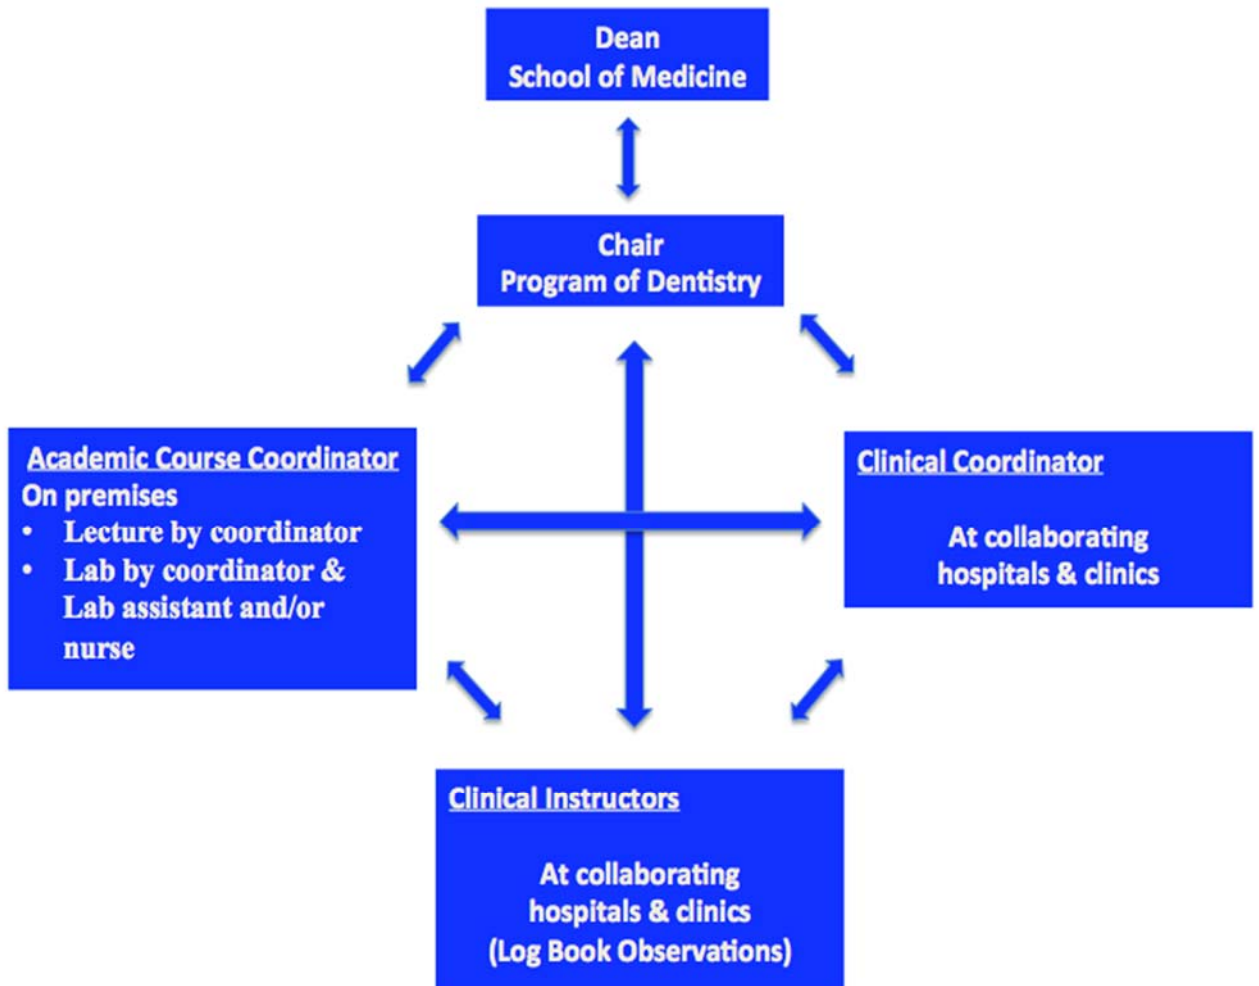 Dean
School of Medicine
Chair
Program of Dentistry
Academic Course Coordinator
On premises
• Lecture by coordinator
• Lab by coordinator &
Lab assistant and/or
nurse
Clinical Coordinator
At collaborating
hospitals & clinics
Clinical Instructors
At collaborating
hospitals & clinics
(Log Book Observations)